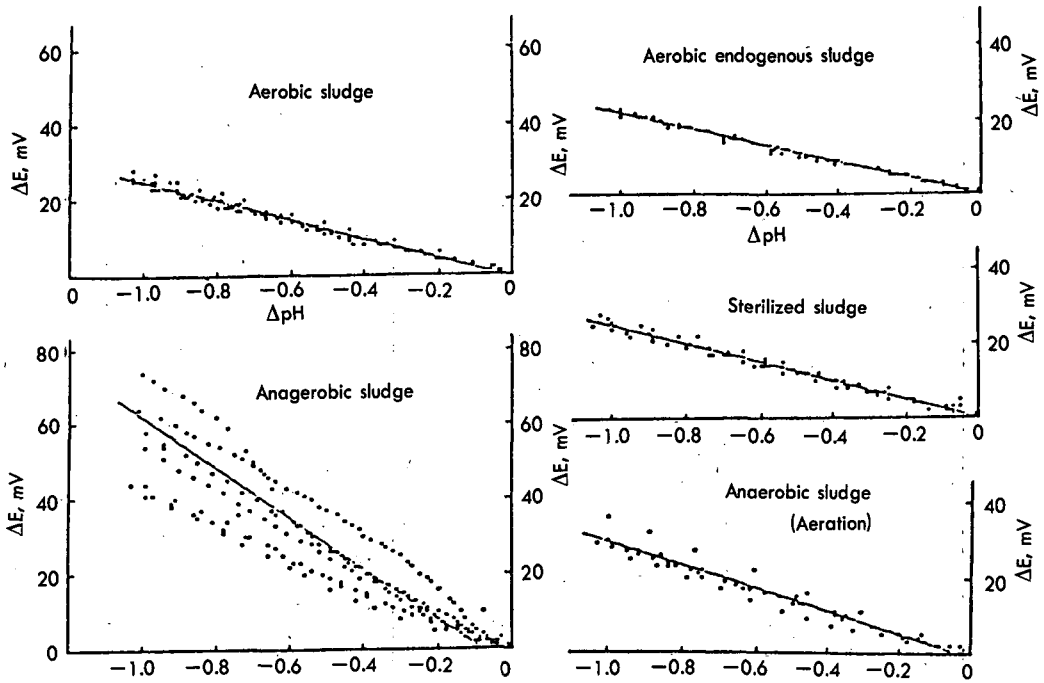 60
40
20
ΔE, mV
Aerobic sludge
60
40
20
ΔE, mV
0 −1.0 −0.8 −0.6 −0.4 −0.2 0
ΔpH
Aerobic endogenous sludge
40
20
ΔE, mV
−1.0 −0.8 −0.6 −0.4 −0.2 0
ΔpH
Sterilized sludge
40
20
ΔE, mV
−1.0 −0.8 −0.6 −0.4 −0.2 0
80
60
40
20
0
ΔE, mV
Anagerobic sludge
80
60
40
20
ΔE, mV
−1.0 −0.8 −0.6 −0.4 −0.2 0
Anaerobic sludge
(Aeration)
40
20
ΔE, mV
−1.0 −0.8 −0.6 −0.4 −0.2 0